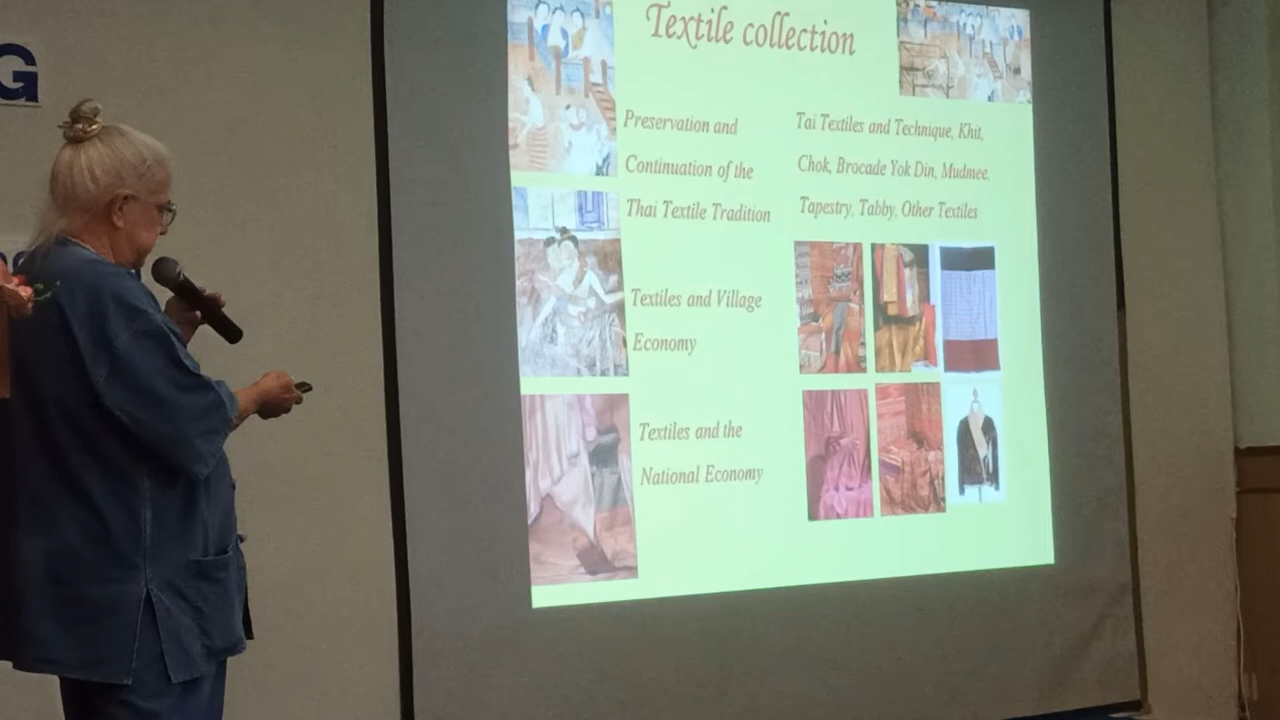 G
Textile collection
Preservation and
Continuation of the
Thai Textile Tradition
Textiles and Village
Economy
Textiles and the
National Economy
Tai Textiles and Technique, Khit,
Chok, Brocade Yok Din, Mudmee,
Tapestry, Tabby, Other Textiles